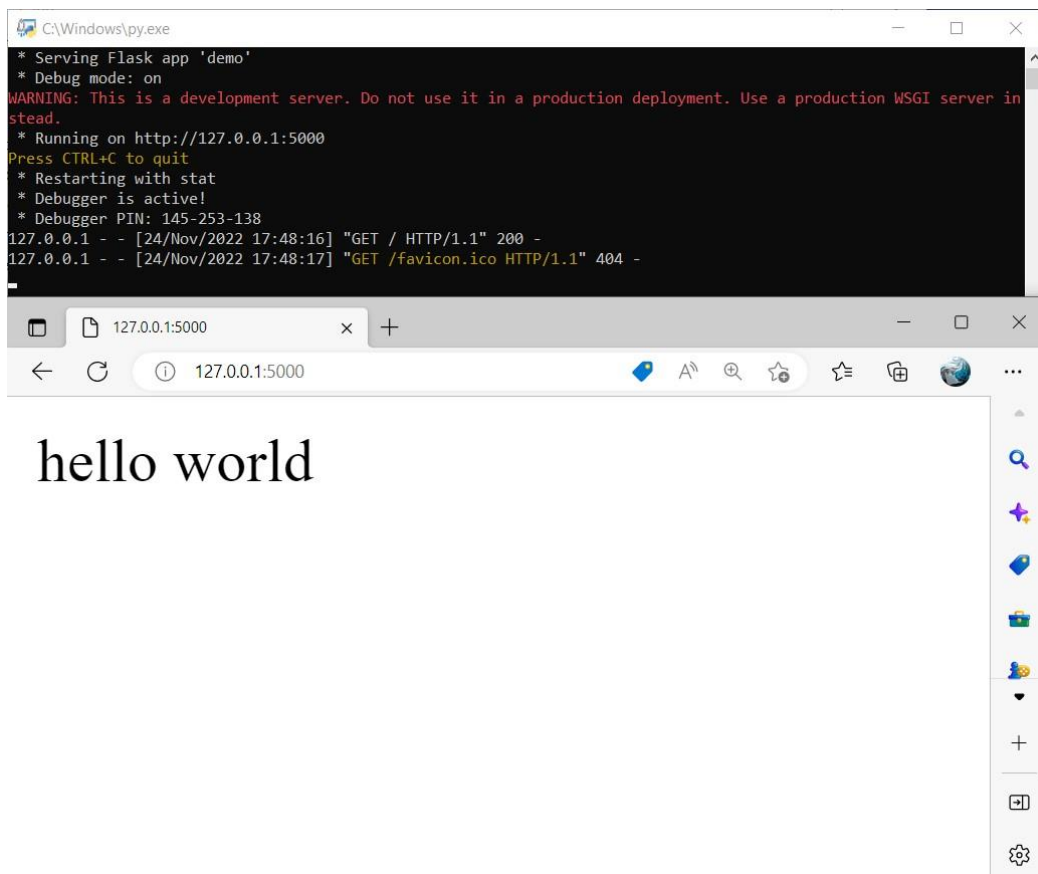 C:\Windows\py.exe
* Serving Flask app 'demo'
* Debug mode: on
WARNING: This is a development server. Do not use it in a production deployment. Use a production WSGI server in
stead.
* Running on http://127.0.0.1:5000
Press CTRL+C to quit
* Restarting with stat
* Debugger is active!
* Debugger PIN: 145-253-138
127.0.0.1 - - [24/Nov/2022 17:48:16] "GET / HTTP/1.1" 200 -
127.0.0.1 - - [24/Nov/2022 17:48:17] "GET /favicon.ico HTTP/1.1" 404 -
127.0.0.1:5000
127.0.0.1:5000
hello world